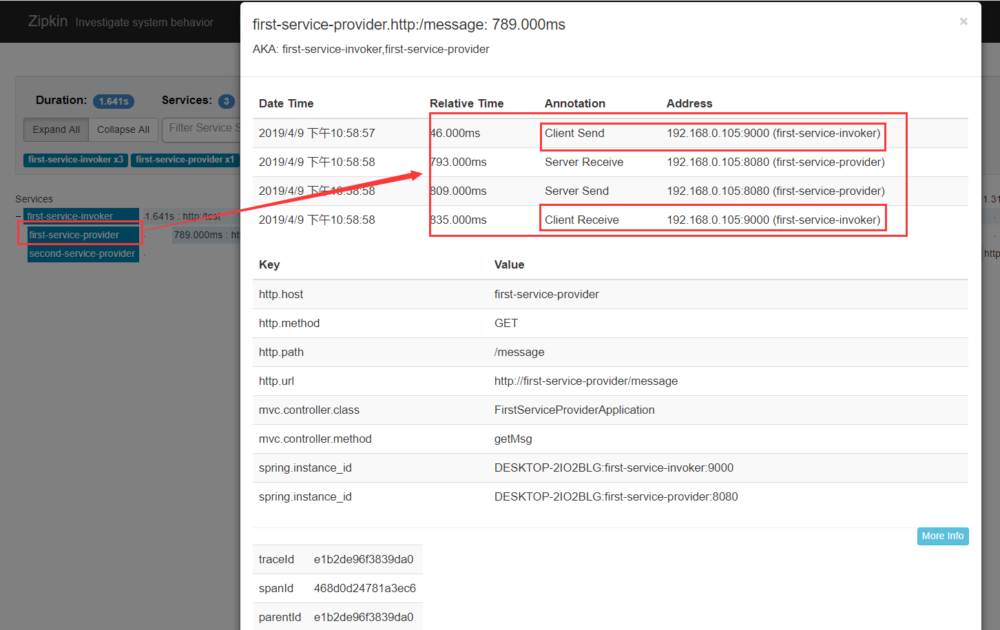 Zipkin Investigate system behavior
first-service-provider.http:/message: 789.000ms ×
AKA: first-service-invoker,first-service-provider
Duration: 1.641s Services: 3
Expand All Collapse All Filter Service S
first-service-invoker x3 first-service-provider x1
Services
− first-service-invoker 1.641s : http:/test
first-service-provider 789.000ms : ht
second-service-provider
1.31
http
Date Time Relative Time Annotation Address
2019/4/9 下午10:58:57 46.000ms Client Send 192.168.0.105:9000 (first-service-invoker)
2019/4/9 下午10:58:58 793.000ms Server Receive 192.168.0.105:8080 (first-service-provider)
2019/4/9 下午10:58:58 809.000ms Server Send 192.168.0.105:8080 (first-service-provider)
2019/4/9 下午10:58:58 835.000ms Client Receive 192.168.0.105:9000 (first-service-invoker)
Key Value
http.host first-service-provider
http.method GET
http.path /message
http.url http://first-service-provider/message
mvc.controller.class FirstServiceProviderApplication
mvc.controller.method getMsg
spring.instance_id DESKTOP-2IO2BLG:first-service-invoker:9000
spring.instance_id DESKTOP-2IO2BLG:first-service-provider:8080
More Info
traceId e1b2de96f3839da0
spanId 468d0d24781a3ec6
parentId e1b2de96f3839da0